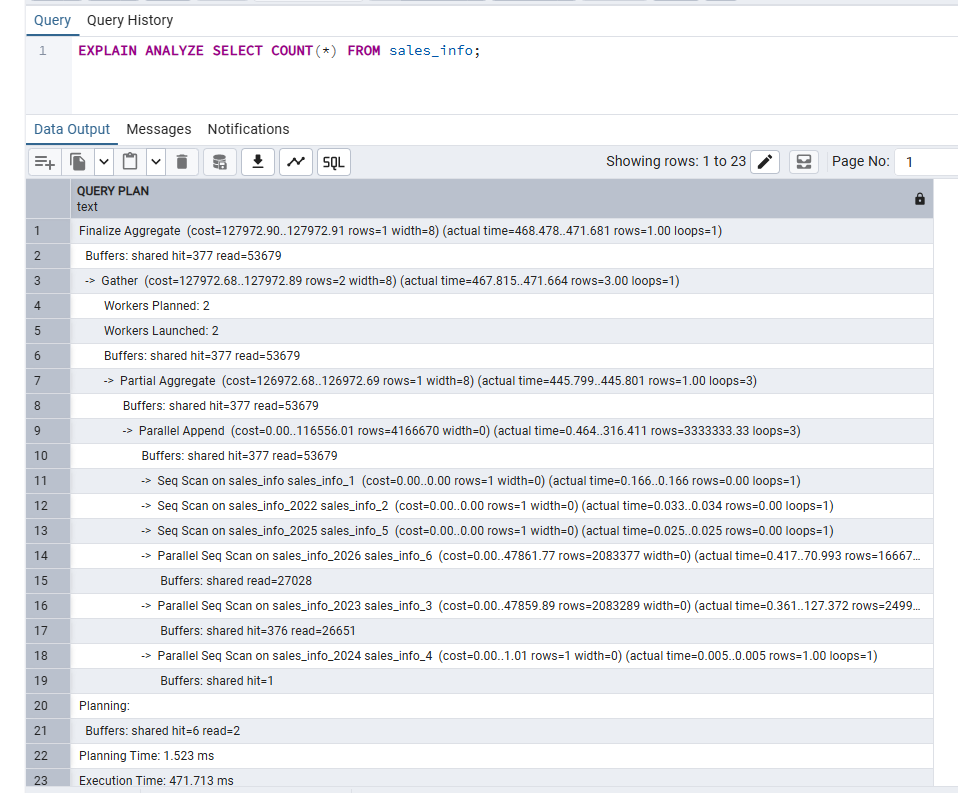 Query Query History
1 EXPLAIN ANALYZE SELECT COUNT(*) FROM sales_info;
Data Output Messages Notifications
SQL Showing rows: 1 to 23 Page No: 1
QUERY PLAN
text
1 Finalize Aggregate (cost=127972.90..127972.91 rows=1 width=8) (actual time=468.478..471.681 rows=1.00 loops=1)
2 Buffers: shared hit=377 read=53679
3 -> Gather (cost=127972.68..127972.89 rows=2 width=8) (actual time=467.815..471.664 rows=3.00 loops=1)
4 Workers Planned: 2
5 Workers Launched: 2
6 Buffers: shared hit=377 read=53679
7 -> Partial Aggregate (cost=126972.68..126972.69 rows=1 width=8) (actual time=445.799..445.801 rows=1.00 loops=3)
8 Buffers: shared hit=377 read=53679
9 -> Parallel Append (cost=0.00..116556.01 rows=4166670 width=0) (actual time=0.464..316.411 rows=3333333.33 loops=3)
10 Buffers: shared hit=377 read=53679
11 -> Seq Scan on sales_info sales_info_1 (cost=0.00..0.00 rows=1 width=0) (actual time=0.166..0.166 rows=0.00 loops=1)
12 -> Seq Scan on sales_info_2022 sales_info_2 (cost=0.00..0.00 rows=1 width=0) (actual time=0.033..0.034 rows=0.00 loops=1)
13 -> Seq Scan on sales_info_2025 sales_info_5 (cost=0.00..0.00 rows=1 width=0) (actual time=0.025..0.025 rows=0.00 loops=1)
14 -> Parallel Seq Scan on sales_info_2026 sales_info_6 (cost=0.00..47861.77 rows=2083377 width=0) (actual time=0.417..70.993 rows=16667...
15 Buffers: shared read=27028
16 -> Parallel Seq Scan on sales_info_2023 sales_info_3 (cost=0.00..47859.89 rows=2083289 width=0) (actual time=0.361..127.372 rows=2499...
17 Buffers: shared hit=376 read=26651
18 -> Parallel Seq Scan on sales_info_2024 sales_info_4 (cost=0.00..1.01 rows=1 width=0) (actual time=0.005..0.005 rows=1.00 loops=1)
19 Buffers: shared hit=1
20 Planning:
21 Buffers: shared hit=6 read=2
22 Planning Time: 1.523 ms
23 Execution Time: 471.713 ms